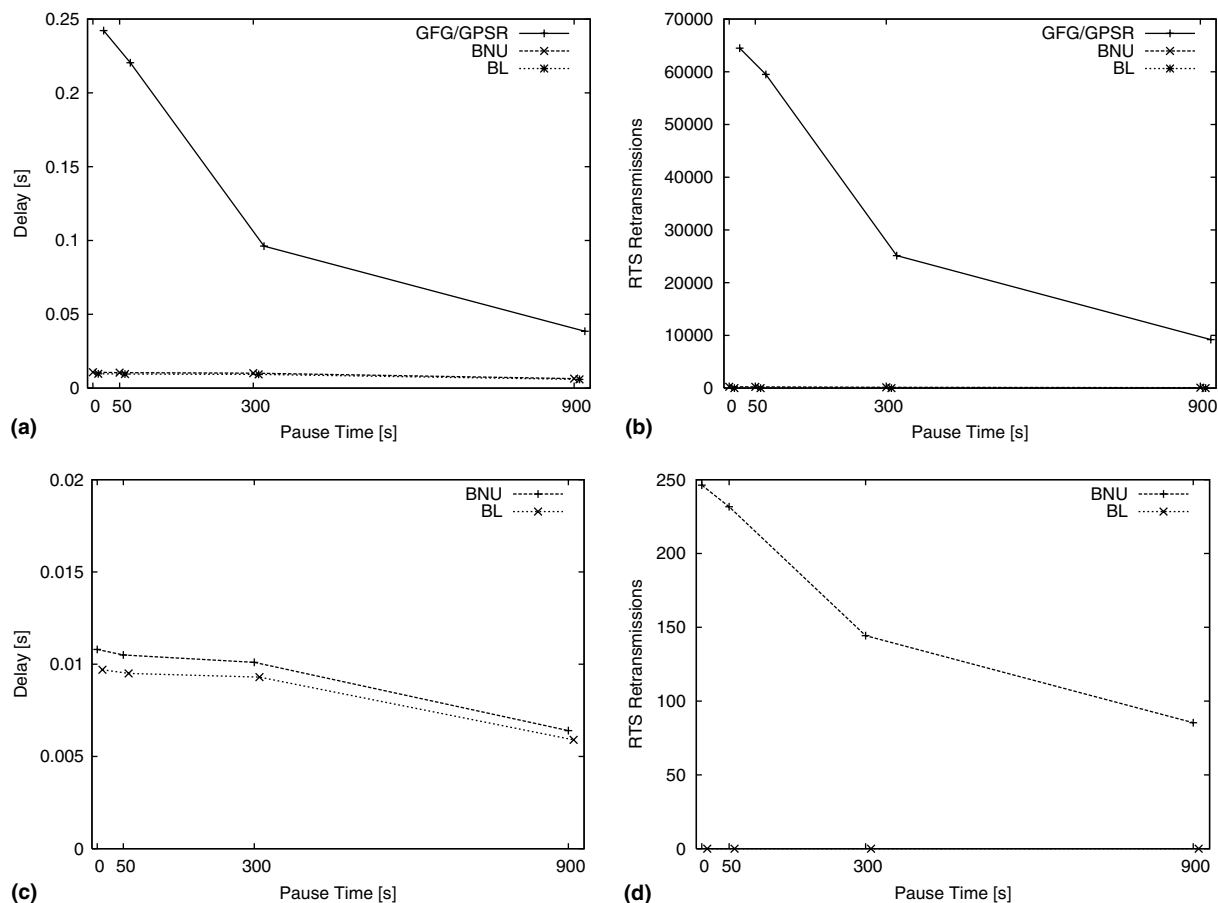 0.25
0.2
0.15
0.1
0.05
0
Delay [s]
GFG/GPSR
BNU
BL
0 50 300 900
Pause Time [s]
(a)
70000
60000
50000
40000
30000
20000
10000
0
RTS Retransmissions
GFG/GPSR
BNU
BL
0 50 300 900
Pause Time [s]
(b)
0.02
0.015
0.01
0.005
0
Delay [s]
BNU
BL
0 50 300 900
Pause Time [s]
(c)
250
200
150
100
50
0
RTS Retransmissions
BNU
BL
0 50 300 900
Pause Time [s]
(d)